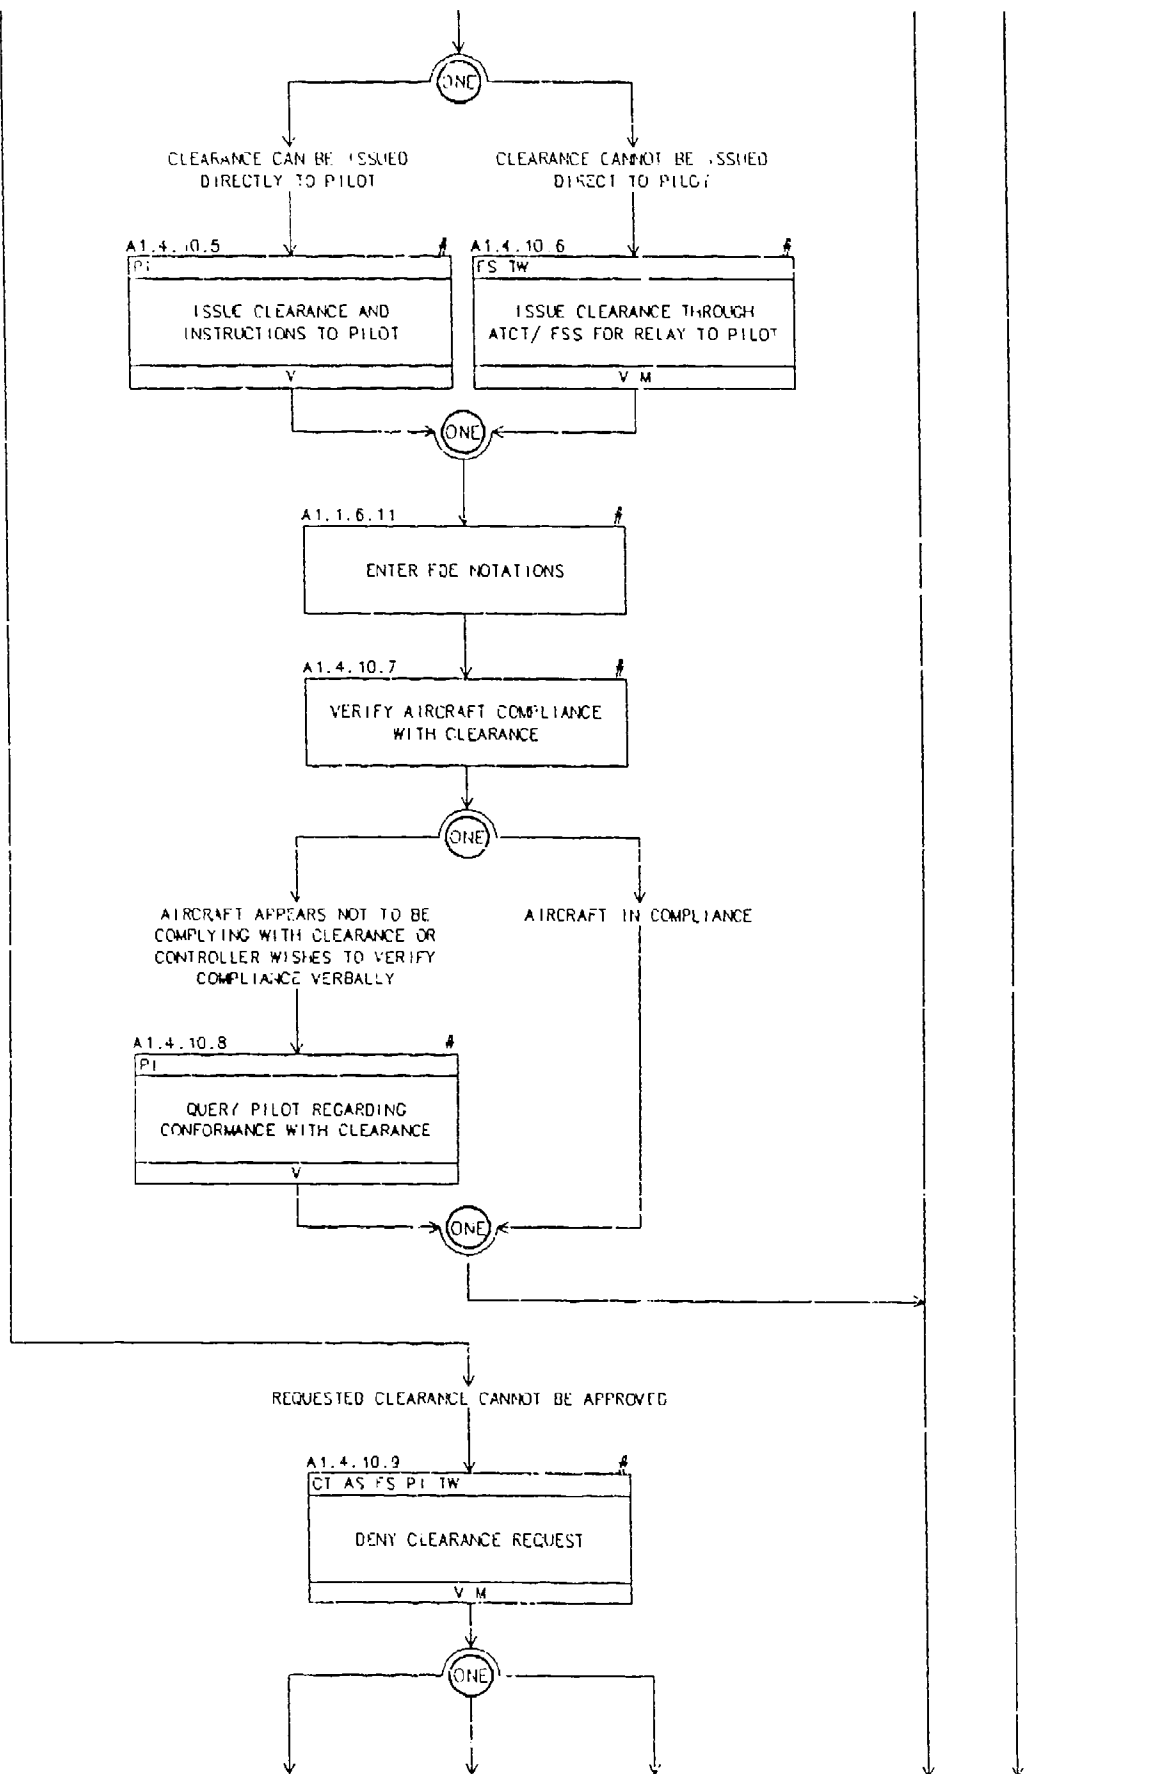 ONE
CLEARANCE CAN BE ISSUED
DIRECTLY TO PILOT
CLEARANCE CANNOT BE ISSUED
DIRECT TO PILOT
A1.4.10.5 #
PI
ISSUE CLEARANCE AND
INSTRUCTIONS TO PILOT
V
A1.4.10.6 #
FS TW
ISSUE CLEARANCE THROUGH
ATCT/ FSS FOR RELAY TO PILOT
V M
ONE
A1.1.6.11 #
ENTER FDE NOTATIONS
A1.4.10.7 #
VERIFY AIRCRAFT COMPLIANCE
WITH CLEARANCE
ONE
AIRCRAFT APPEARS NOT TO BE
COMPLYING WITH CLEARANCE OR
CONTROLLER WISHES TO VERIFY
COMPLIANCE VERBALLY
AIRCRAFT IN COMPLIANCE
A1.4.10.8 #
PI
QUERY PILOT REGARDING
CONFORMANCE WITH CLEARANCE
V
ONE
REQUESTED CLEARANCE CANNOT BE APPROVED
A1.4.10.9 #
CT AS FS PI TW
DENY CLEARANCE REQUEST
V M
ONE